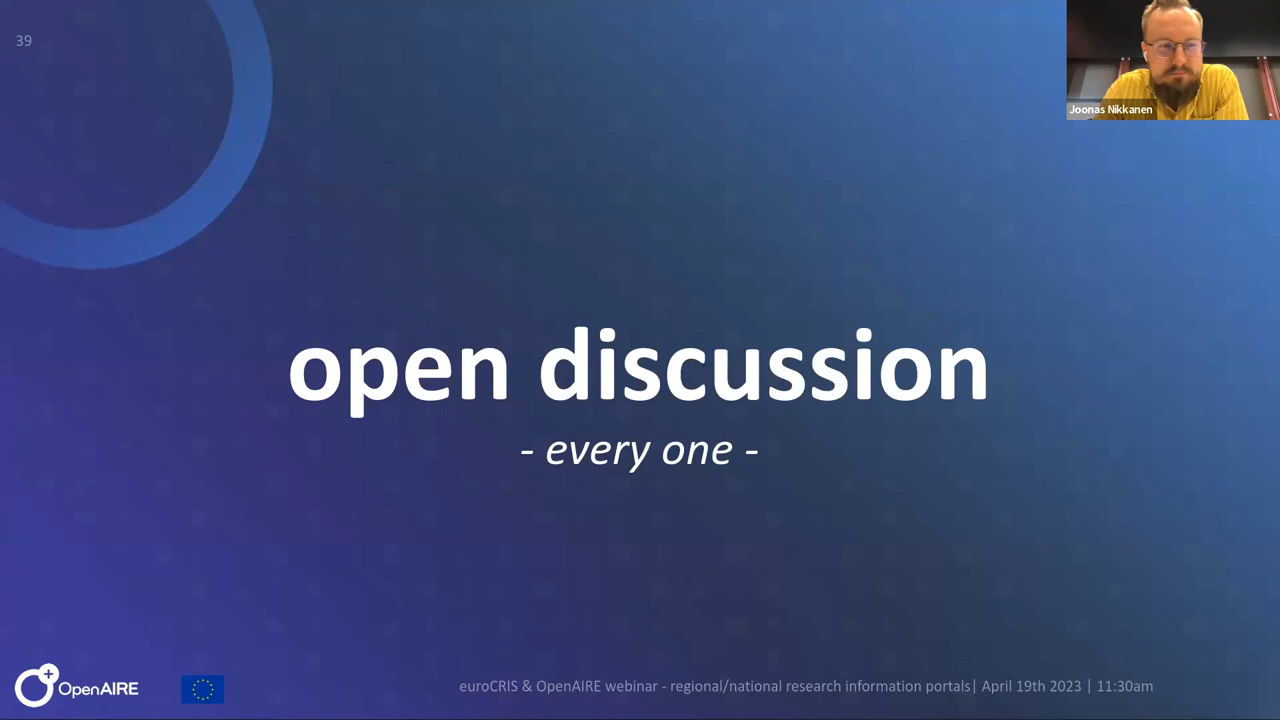 39
Joonas Nikkanen
open discussion
- every one -
OpenAIRE
euroCRIS & OpenAIRE webinar - regional/national research information portals| April 19th 2023 | 11:30am